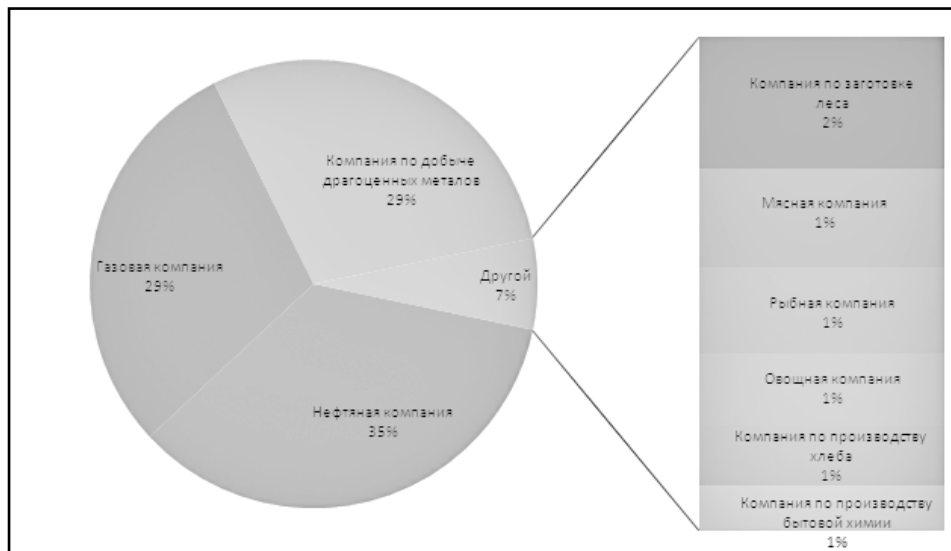 Компания по добыче
драгоценных металов
29%
Газовая компания
29%
Другой
7%
Нефтяная компания
35%
Компания по заготовке
леса
2%
Мясная компания
1%
Рыбная компания
1%
Овощная компания
1%
Компания по производству
хлеба
1%
Компания по производству
бытовой химии
1%